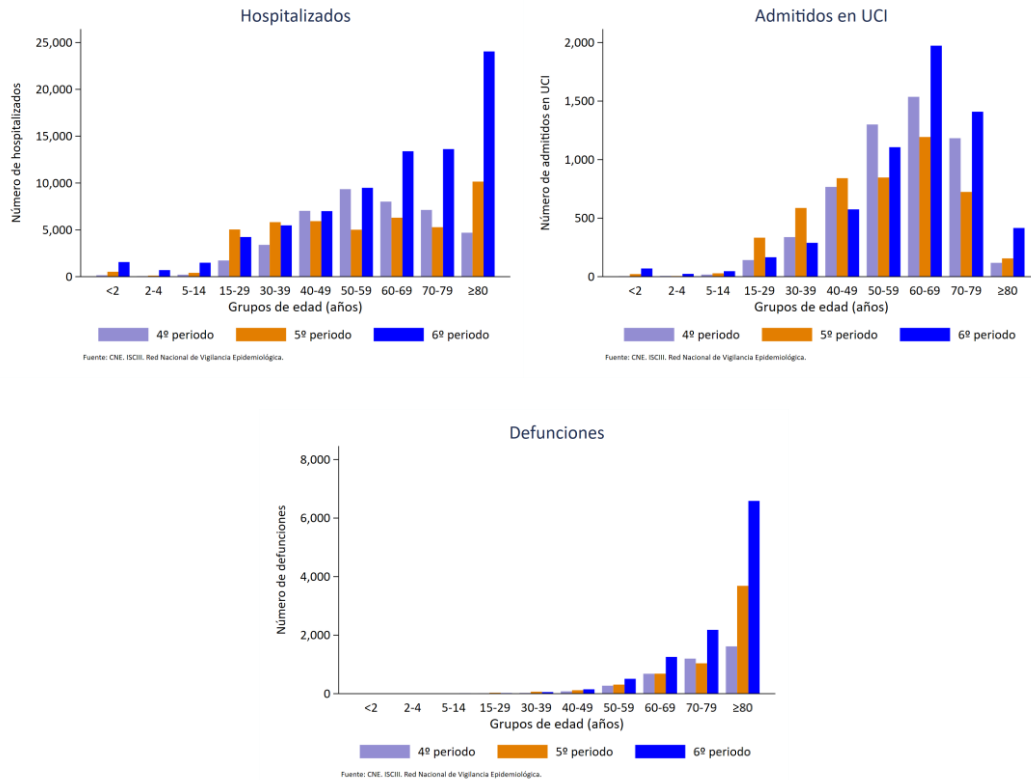 Hospitalizados
Número de hospitalizados
25,000
20,000
15,000
10,000
5,000
0
<2 2-4 5-14 15-29 30-39 40-49 50-59 60-69 70-79 ≥80
Grupos de edad (años)
4º periodo 5º periodo 6º periodo
Fuente: CNE. ISCIII. Red Nacional de Vigilancia Epidemiológica.
Admitidos en UCI
Número de admitidos en UCI
2,000
1,500
1,000
500
0
<2 2-4 5-14 15-29 30-39 40-49 50-59 60-69 70-79 ≥80
Grupos de edad (años)
4º periodo 5º periodo 6º periodo
Fuente: CNE. ISCIII. Red Nacional de Vigilancia Epidemiológica.
Defunciones
Número de defunciones
8,000
6,000
4,000
2,000
0
<2 2-4 5-14 15-29 30-39 40-49 50-59 60-69 70-79 ≥80
Grupos de edad (años)
4º periodo 5º periodo 6º periodo
Fuente: CNE. ISCIII. Red Nacional de Vigilancia Epidemiológica.